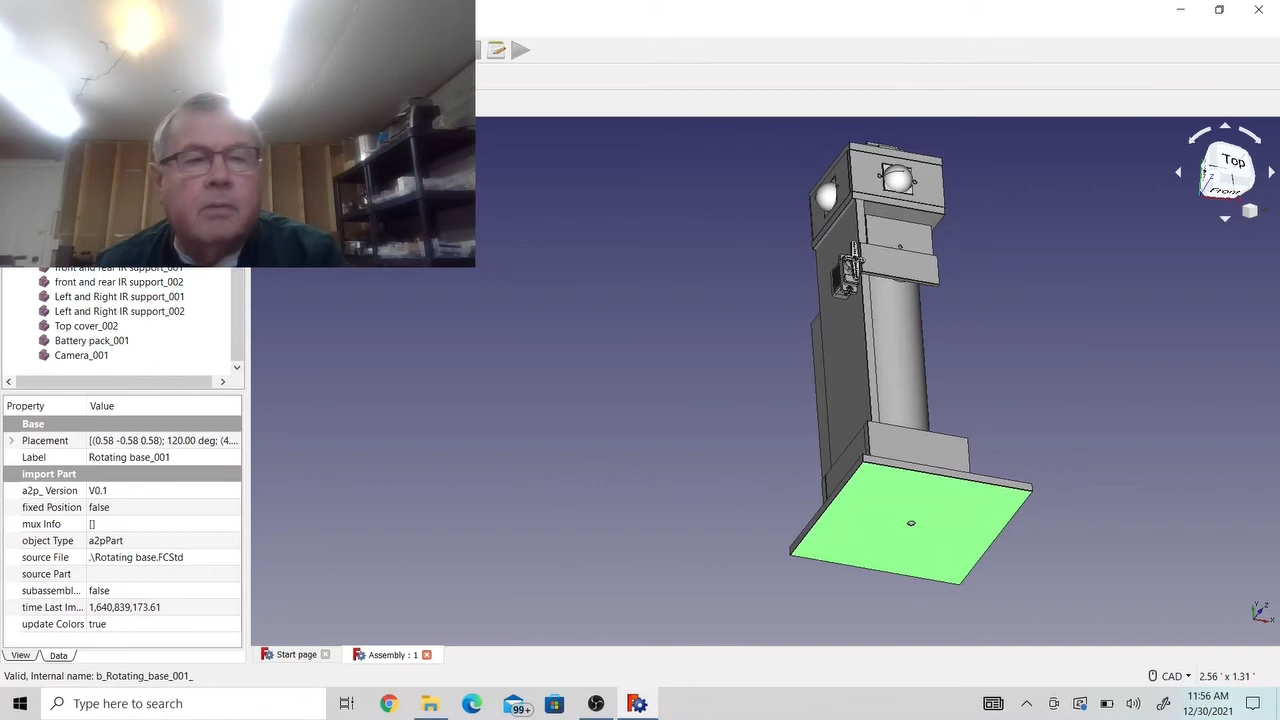 Top
Front
front and rear IR support_001
front and rear IR support_002
Left and Right IR support_001
Left and Right IR support_002
Top cover_002
Battery pack_001
Camera_001
Property Value
Base
Placement [(0.58 -0.58 0.58); 120.00 deg; (4....
Label Rotating base_001
import Part
a2p_ Version V0.1
fixed Position false
mux Info []
object Type a2pPart
source File .\Rotating base.FCStd
source Part
subassembl... false
time Last Im... 1,640,839,173.61
update Colors true
View Data
Start page Assembly : 1
Y Z X
Valid, Internal name: b_Rotating_base_001_
CAD 2.56 ' x 1.31 '
Type here to search
99+
11:56 AM
12/30/2021